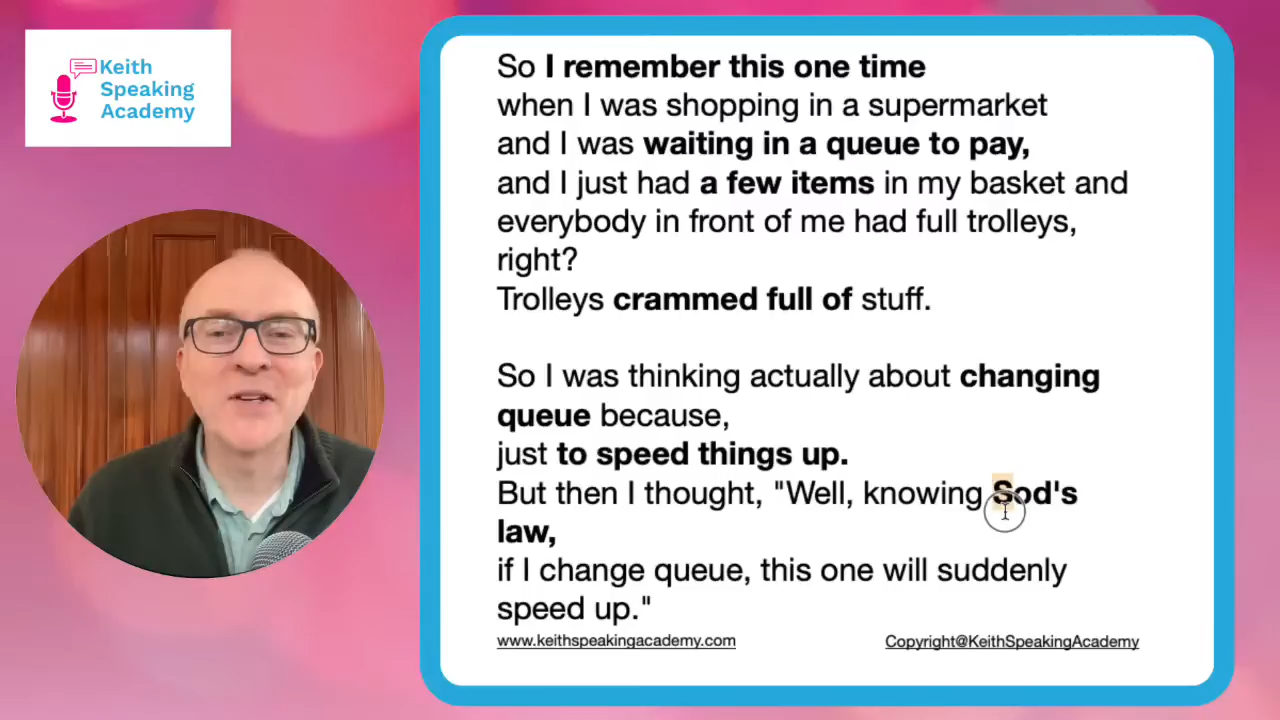 Keith
Speaking
Academy
So I remember this one time
when I was shopping in a supermarket
and I was waiting in a queue to pay,
and I just had a few items in my basket and
everybody in front of me had full trolleys,
right?
Trolleys crammed full of stuff.
So I was thinking actually about changing
queue because,
just to speed things up.
But then I thought, "Well, knowing Sod's
law,
if I change queue, this one will suddenly
speed up."
www.keithspeakingacademy.com
Copyright@KeithSpeakingAcademy